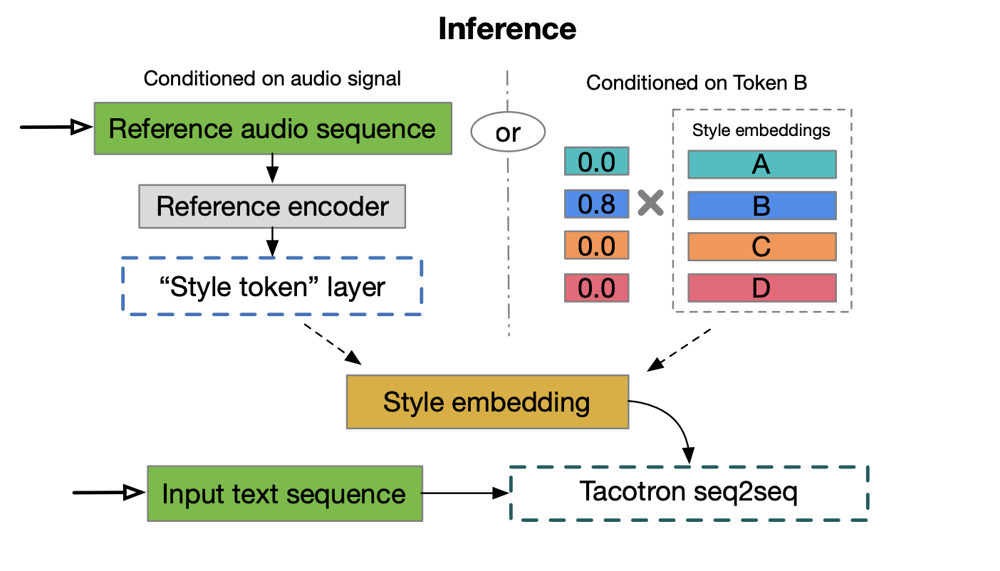 Inference
Conditioned on audio signal
Reference audio sequence
Reference encoder
“Style token” layer
or
Conditioned on Token B
Style embeddings
0.0 A
0.8 × B
0.0 C
0.0 D
Style embedding
Input text sequence
Tacotron seq2seq